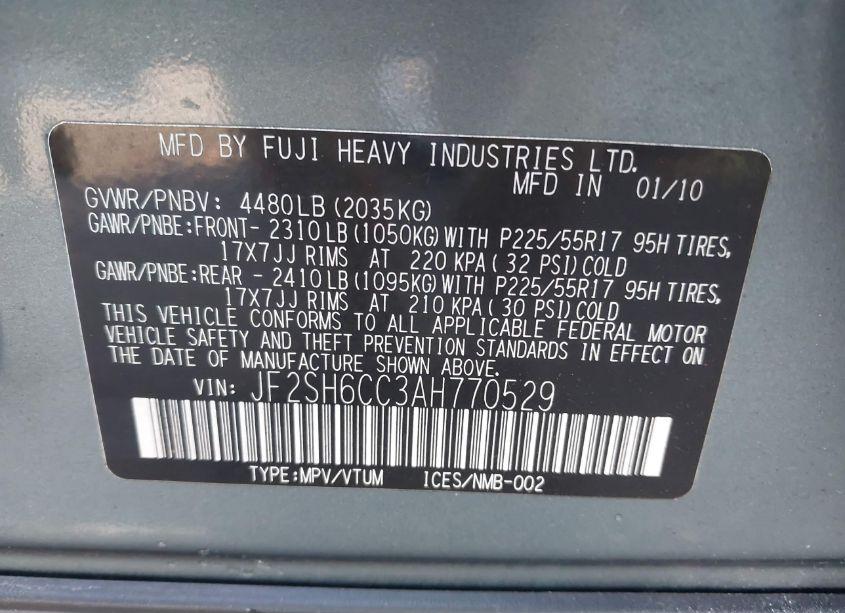 MFD BY FUJI HEAVY INDUSTRIES LTD.
MFD IN 01/10
GVWR/PNBV: 4480LB (2035KG)
GAWR/PNBE:FRONT- 2310LB (1050KG) WITH P225/55R17 95H TIRES,
17X7JJ RIMS AT 220 KPA( 32 PSI) COLD
GAWR/PNBE:REAR - 2410LB (1095KG) WITH P225/55R17 95H TIRES,
17X7JJ RIMS AT 210 KPA( 30 PSI) COLD
THIS VEHICLE CONFORMS TO ALL APPLICABLE FEDERAL MOTOR
VEHICLE SAFETY AND THEFT PREVENTION STANDARDS IN EFFECT ON
THE DATE OF MANUFACTURE SHOWN ABOVE.
VIN: JF2SH6CC3AH770529
TYPE:MPV/VTUM ICES/NMB-002